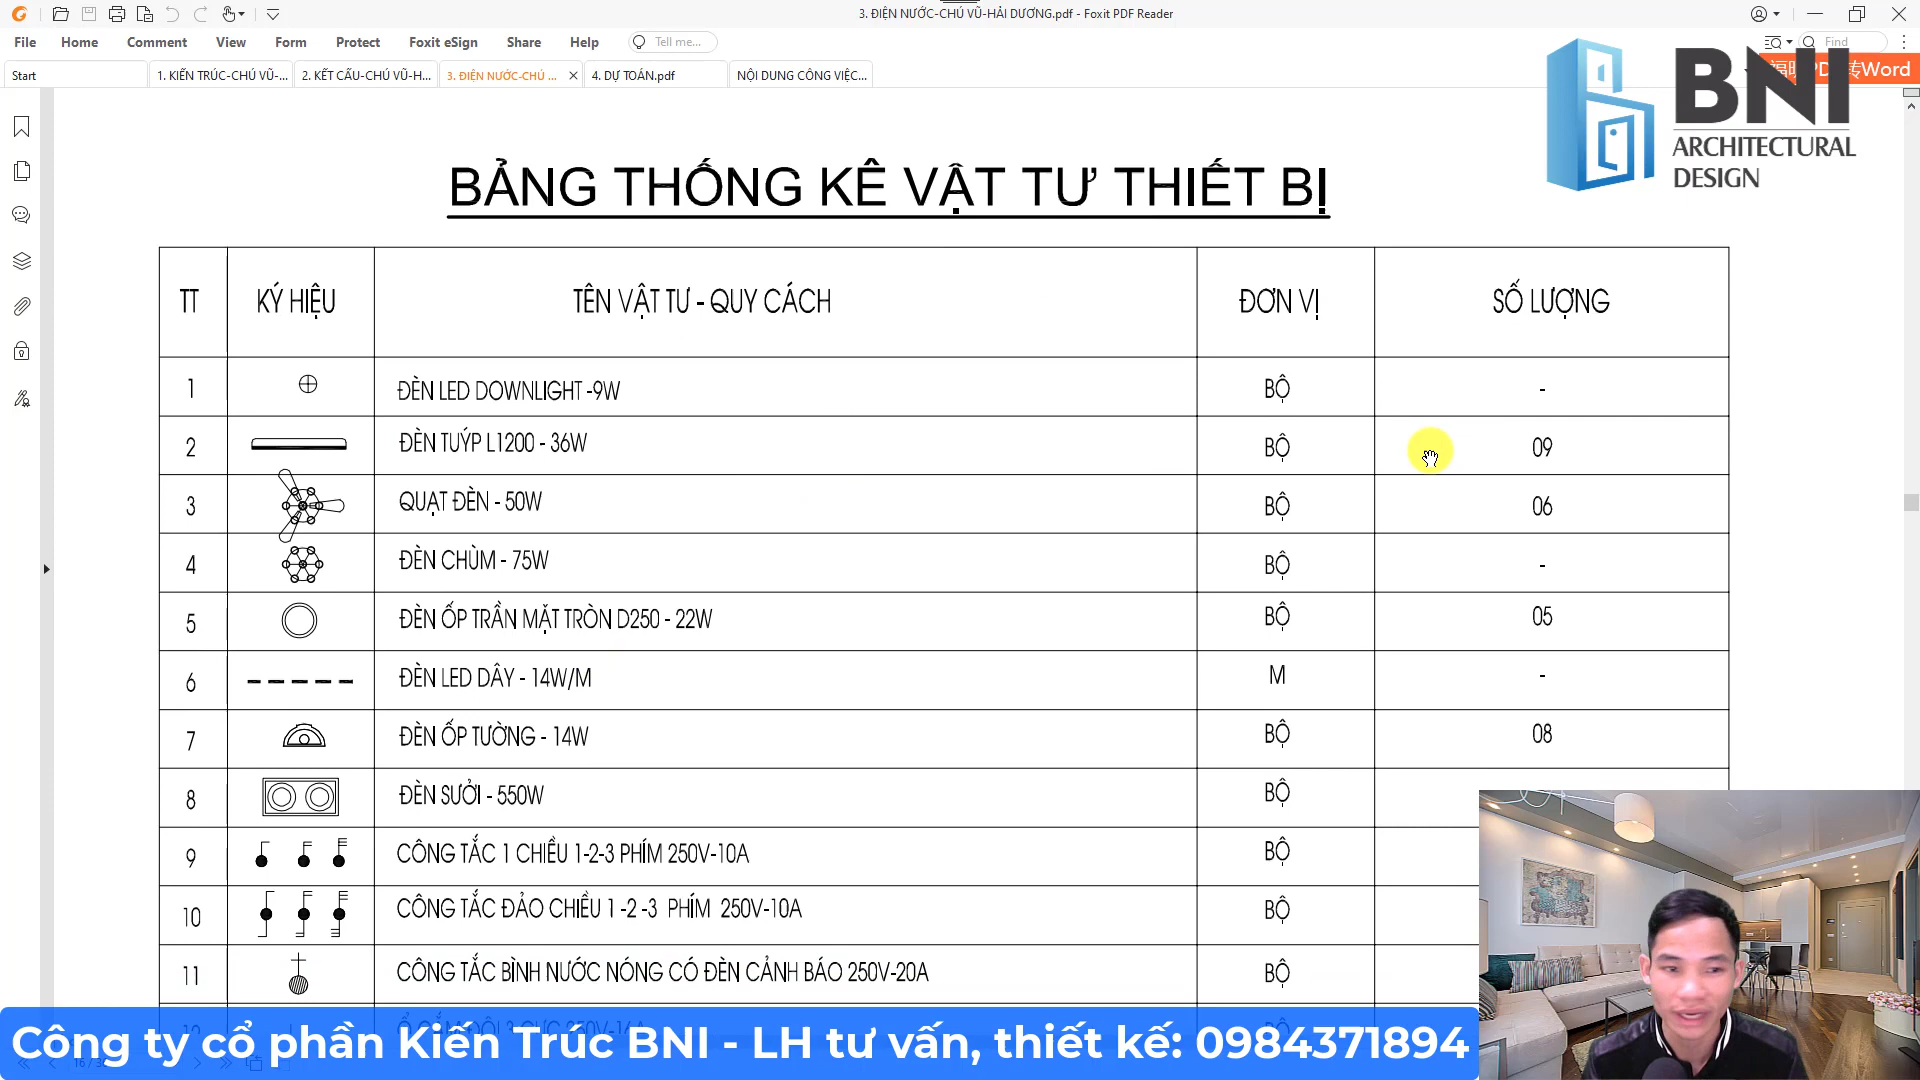 3. ĐIỆN NƯỚC-CHÚ VŨ-HẢI DƯƠNG.pdf - Foxit PDF Reader
File Home Comment View Form Protect Foxit eSign Share Help Tell me... Find
Start 1. KIẾN TRÚC-CHÚ VŨ-... 2. KẾT CẤU-CHÚ VŨ-H... 3. ĐIỆN NƯỚC-CHÚ ... 4. DỰ TOÁN.pdf NỘI DUNG CÔNG VIỆC...
转Word
BNI
ARCHITECTURAL
DESIGN
BẢNG THỐNG KÊ VẬT TƯ THIẾT BỊ
TT KÝ HIỆU TÊN VẬT TƯ - QUY CÁCH ĐƠN VỊ SỐ LƯỢNG
1 ĐÈN LED DOWNLIGHT -9W BỘ -
2 ĐÈN TUÝP L1200 - 36W BỘ 09
3 QUẠT ĐÈN - 50W BỘ 06
4 ĐÈN CHÙM - 75W BỘ -
5 ĐÈN ỐP TRẦN MẶT TRÒN D250 - 22W BỘ 05
6 ĐÈN LED DÂY - 14W/M M -
7 ĐÈN ỐP TƯỜNG - 14W BỘ 08
8 ĐÈN SƯỞI - 550W BỘ
9 CÔNG TẮC 1 CHIỀU 1-2-3 PHÍM 250V-10A BỘ
10 CÔNG TẮC ĐẢO CHIỀU 1 -2 -3 PHÍM 250V-10A BỘ
11 CÔNG TẮC BÌNH NƯỚC NÓNG CÓ ĐÈN CẢNH BÁO 250V-20A BỘ
Công ty cổ phần Kiến Trúc BNI - LH tư vấn, thiết kế: 0984371894